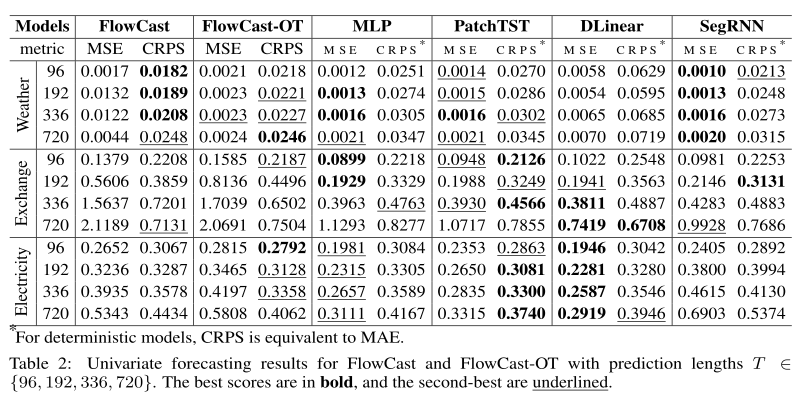 Models FlowCast FlowCast-OT MLP PatchTST DLinear SegRNN
metric MSE CRPS MSE CRPS MSE CRPS* MSE CRPS* MSE CRPS* MSE CRPS*
Weather
96 0.0017 0.0182 0.0021 0.0218 0.0012 0.0251 0.0014 0.0270 0.0058 0.0629 0.0010 0.0213
192 0.0132 0.0189 0.0023 0.0221 0.0013 0.0274 0.0015 0.0286 0.0054 0.0595 0.0013 0.0248
336 0.0122 0.0208 0.0023 0.0227 0.0016 0.0305 0.0016 0.0302 0.0065 0.0685 0.0016 0.0273
720 0.0044 0.0248 0.0024 0.0246 0.0021 0.0347 0.0021 0.0345 0.0070 0.0719 0.0020 0.0315
Exchange
96 0.1379 0.2208 0.1585 0.2187 0.0899 0.2218 0.0948 0.2126 0.1022 0.2548 0.0981 0.2253
192 0.5606 0.3859 0.8136 0.4496 0.1929 0.3329 0.1988 0.3249 0.1941 0.3563 0.2146 0.3131
336 1.5637 0.7201 1.7039 0.6502 0.3963 0.4763 0.3930 0.4566 0.3811 0.4887 0.4283 0.4883
720 2.1189 0.7131 2.0691 0.7504 1.1293 0.8277 1.0717 0.7855 0.7419 0.6708 0.9928 0.7686
Electricity
96 0.2652 0.3067 0.2815 0.2792 0.1981 0.3084 0.2353 0.2863 0.1946 0.3042 0.2405 0.2892
192 0.3236 0.3287 0.3465 0.3128 0.2315 0.3305 0.2650 0.3081 0.2281 0.3280 0.3800 0.3994
336 0.3935 0.3578 0.4197 0.3358 0.2657 0.3589 0.2835 0.3300 0.2587 0.3546 0.4615 0.4130
720 0.5343 0.4434 0.5808 0.4062 0.3111 0.4167 0.3315 0.3740 0.2919 0.3946 0.6903 0.5374
*For deterministic models, CRPS is equivalent to MAE.
Table 2: Univariate forecasting results for FlowCast and FlowCast-OT with prediction lengths T ∈
{96, 192, 336, 720}. The best scores are in bold, and the second-best are underlined.